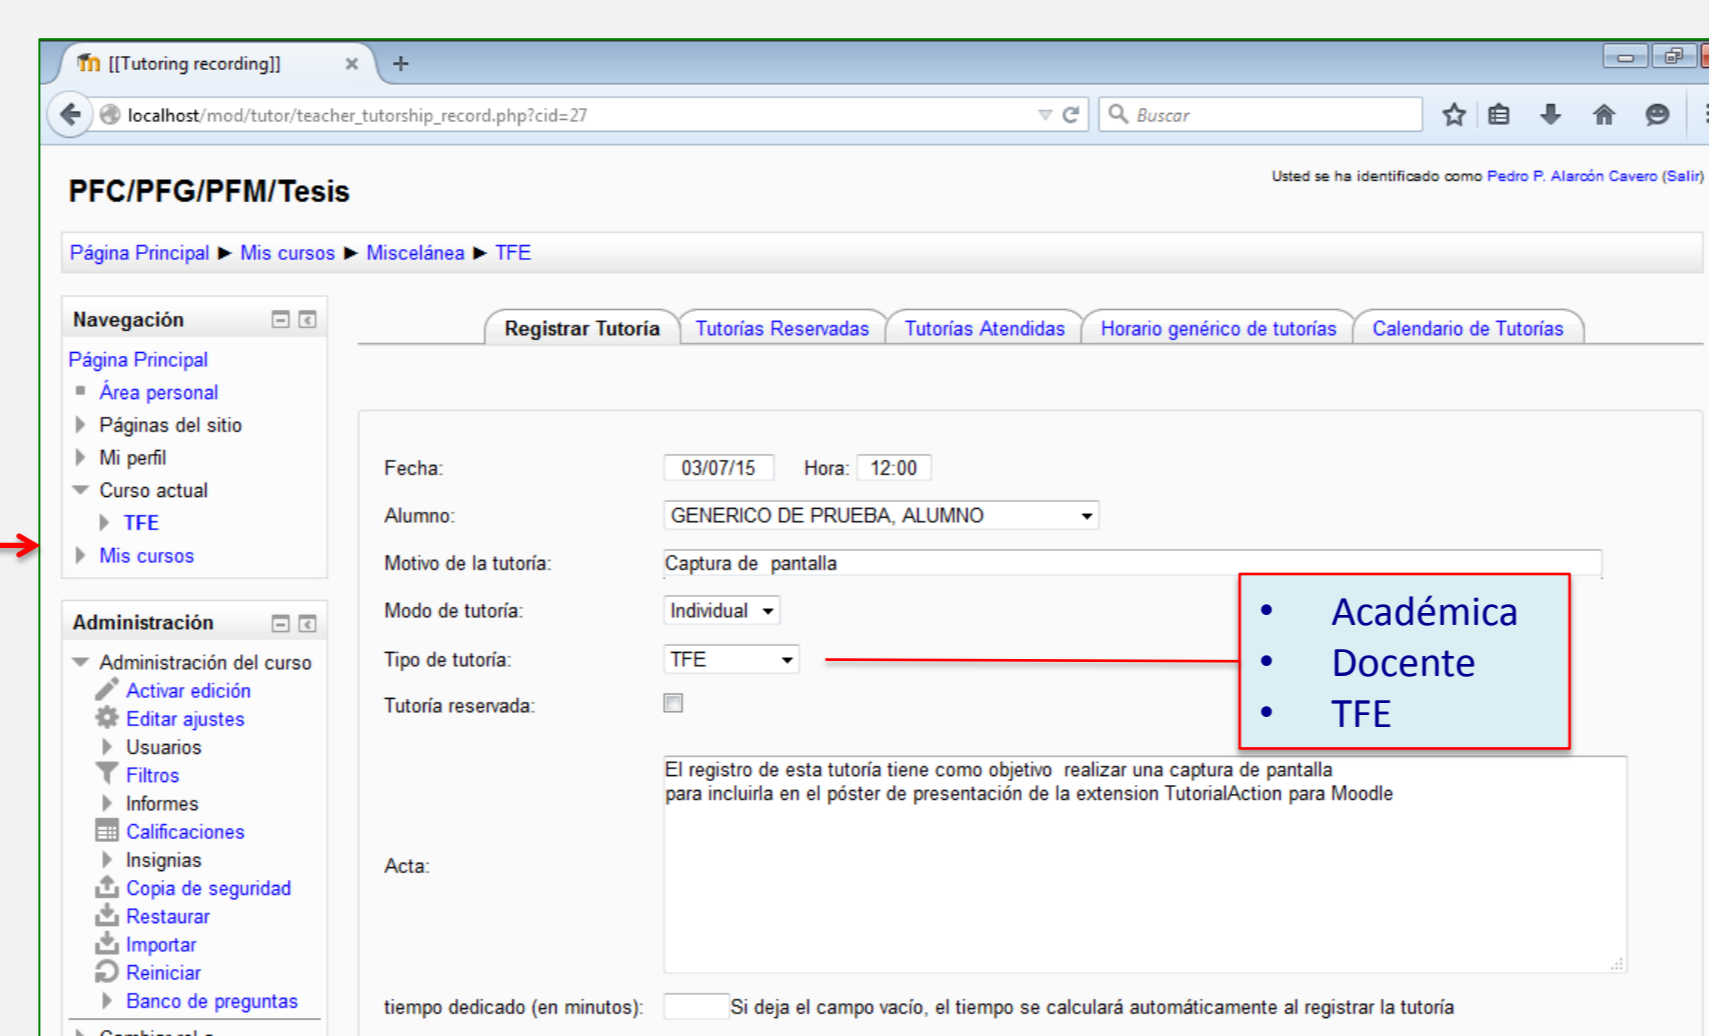 [[Tutoring recording]]
localhost/mod/tutor/teacher_tutorship_record.php?cid=27
Buscar
PFC/PFG/PFM/Tesis
Usted se ha identificado como Pedro P. Alarcón Cavero (Salir)
Página Principal ► Mis cursos ► Miscelánea ► TFE
Navegación
Página Principal
Área personal
Páginas del sitio
Mi perfil
Curso actual
TFE
Mis cursos
Administración
Administración del curso
Activar edición
Editar ajustes
Usuarios
Filtros
Informes
Calificaciones
Insignias
Copia de seguridad
Restaurar
Importar
Reiniciar
Banco de preguntas
Registrar Tutoría Tutorías Reservadas Tutorías Atendidas Horario genérico de tutorías Calendario de Tutorías
Fecha: 03/07/15 Hora: 12:00
Alumno: GENERICO DE PRUEBA, ALUMNO
Motivo de la tutoría: Captura de pantalla
Modo de tutoría: Individual
Tipo de tutoría: TFE
• Académica
• Docente
• TFE
Tutoría reservada:
Acta:
El registro de esta tutoría tiene como objetivo realizar una captura de pantalla
para incluirla en el póster de presentación de la extension TutorialAction para Moodle
tiempo dedicado (en minutos): Si deja el campo vacío, el tiempo se calculará automáticamente al registrar la tutoría